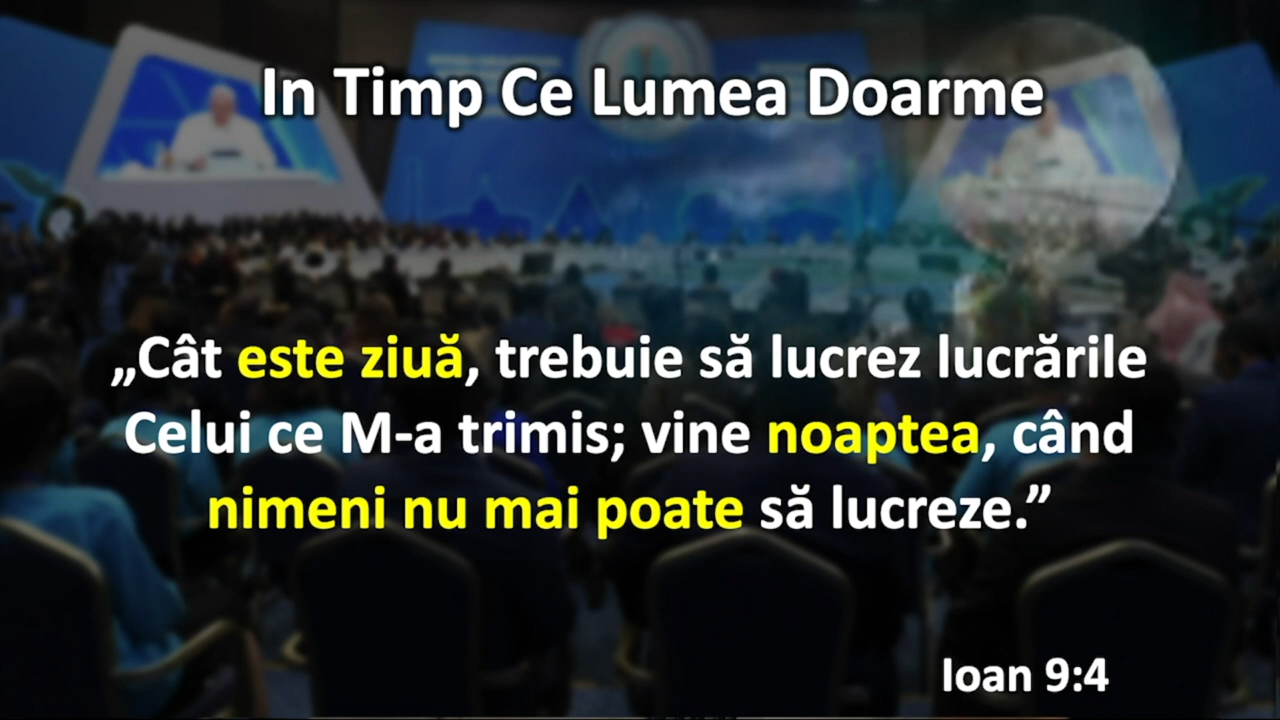 In Timp Ce Lumea Doarme
„Cât este ziuă, trebuie să lucrez lucrările
Celui ce M-a trimis; vine noaptea, când
nimeni nu mai poate să lucreze.”
Ioan 9:4